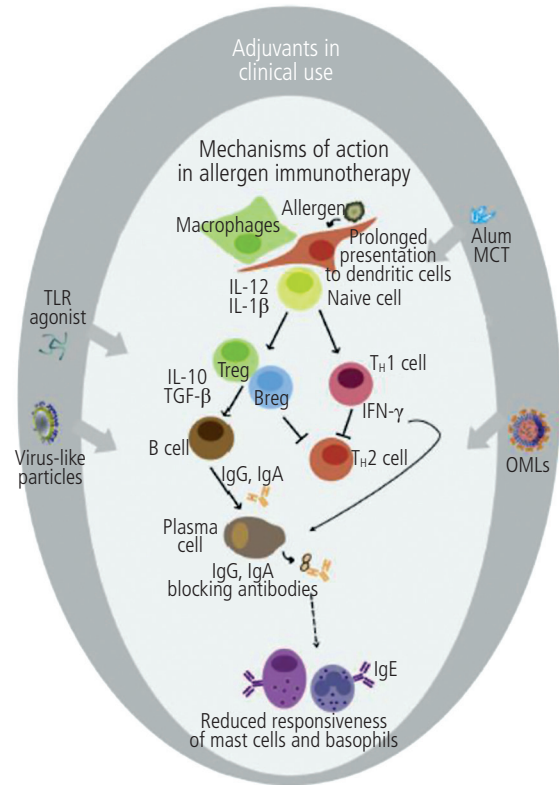 Adjuvants in
clinical use
Mechanisms of action
in allergen immunotherapy
Allergen
Macrophages
Prolonged
presentation
to dendritic cells
Alum
MCT
IL-12
IL-1β
Naive cell
TLR
agonist
Treg
IL-10
TGF-β
Breg
TH1 cell
IFN-γ
Virus-like
particles
B cell
TH2 cell
OMLs
IgG, IgA
Plasma
cell
IgG, IgA
blocking antibodies
IgE
Reduced responsiveness
of mast cells and basophils